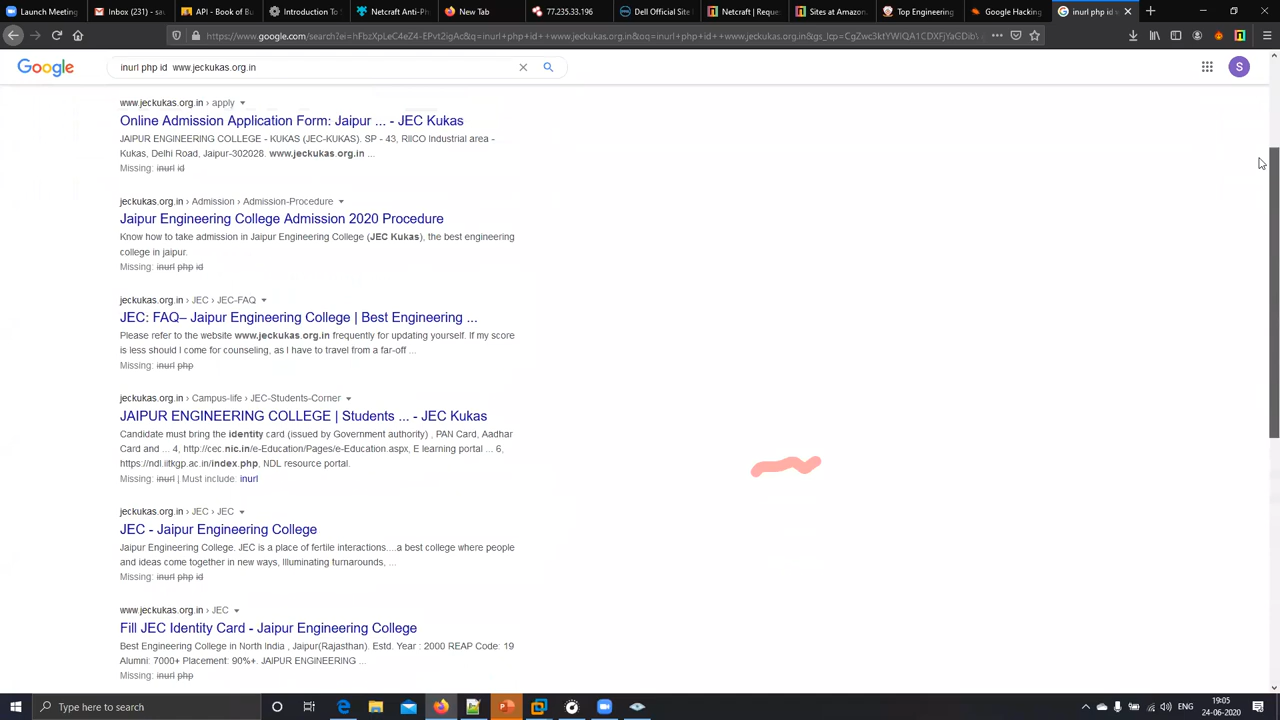 Launch Meeting
Inbox (231) - sau
API - Book of Bu
Introduction To
Netcraft Anti-Ph
New Tab
77.235.33.196
Dell Official Site
Netcraft | Reque
Sites at Amazon
Top Engineering
Google Hacking
inurl php id w
https://www.google.com/search?ei=
Google
inurl php id www.jeckukas.org.in
S
www.jeckukas.org.in › apply
Online Admission Application Form: Jaipur ... - JEC Kukas
JAIPUR ENGINEERING COLLEGE - KUKAS (JEC-KUKAS). SP - 43, RIICO Industrial area -
Kukas, Delhi Road, Jaipur-302028. www.jeckukas.org.in ...
Missing: inurl id
jeckukas.org.in › Admission › Admission-Procedure
Jaipur Engineering College Admission 2020 Procedure
Know how to take admission in Jaipur Engineering College (JEC Kukas), the best engineering
college in jaipur.
Missing: inurl php id
jeckukas.org.in › JEC › JEC-FAQ
JEC: FAQ– Jaipur Engineering College | Best Engineering ...
Please refer to the website www.jeckukas.org.in frequently for updating yourself. If my score
is less should I come for counseling, as I have to travel from a far-off ...
Missing: inurl php
jeckukas.org.in › Campus-life › JEC-Students-Corner
JAIPUR ENGINEERING COLLEGE | Students ... - JEC Kukas
Candidate must bring the identity card (issued by Government authority) , PAN Card, Aadhar
Card and ... 4, http://cec.nic.in/e-Education/Pages/e-Education.aspx, E learning portal ... 6,
https://ndl.iitkgp.ac.in/index.php, NDL resource portal.
Missing: inurl | Must include: inurl
jeckukas.org.in › JEC › JEC
JEC - Jaipur Engineering College
Jaipur Engineering College. JEC is a place of fertile interactions....a best college where people
and ideas come together in new ways, Illuminating turnarounds, ...
Missing: inurl php id
www.jeckukas.org.in › JEC
Fill JEC Identity Card - Jaipur Engineering College
Best Engineering College in North India , Jaipur(Rajasthan). Estd. Year : 2000 REAP Code: 19
Alumni: 7000+ Placement: 90%+. JAIPUR ENGINEERING ...
Missing: inurl php
Type here to search
ENG
19:05
24-06-2020